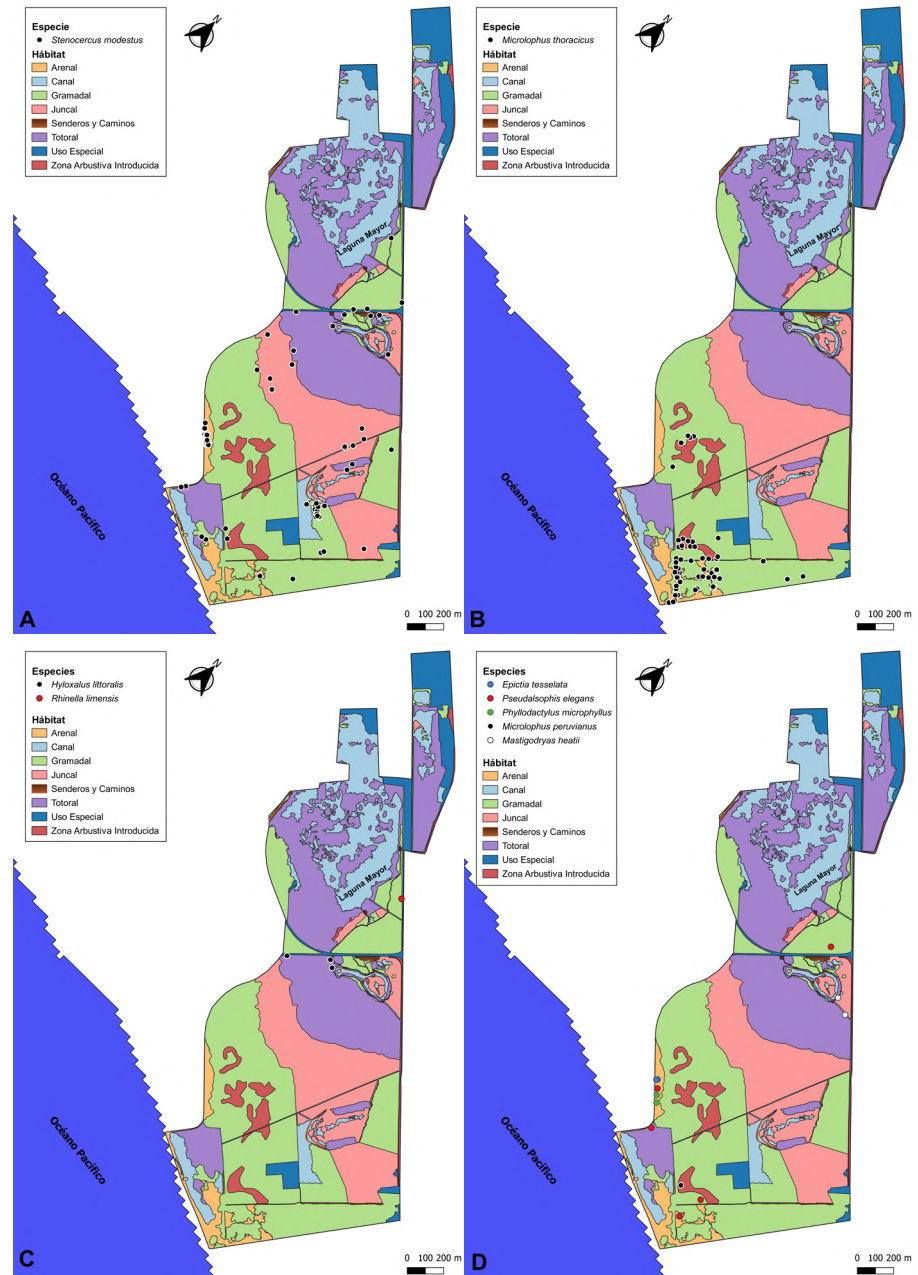 Especie
Stenocercus modestus
Hábitat
Arenal
Canal
Gramadal
Juncal
Senderos y Caminos
Totoral
Uso Especial
Zona Arbustiva Introducida
N
Laguna Mayor
Océano Pacífico
A
0 100 200 m
Especie
Microlophus thoracicus
Hábitat
Arenal
Canal
Gramadal
Juncal
Senderos y Caminos
Totoral
Uso Especial
Zona Arbustiva Introducida
N
Laguna Mayor
Océano Pacífico
B
0 100 200 m
Especies
Hyloxalus littoralis
Rhinella limensis
Hábitat
Arenal
Canal
Gramadal
Juncal
Senderos y Caminos
Totoral
Uso Especial
Zona Arbustiva Introducida
N
Laguna Mayor
Océano Pacífico
C
0 100 200 m
Especies
Epictia tesselata
Pseudalsophis elegans
Phyllodactylus microphyllus
Microlophus peruvianus
Mastigodryas heatii
Hábitat
Arenal
Canal
Gramadal
Juncal
Senderos y Caminos
Totoral
Uso Especial
Zona Arbustiva Introducida
N
Laguna Mayor
Océano Pacífico
D
0 100 200 m